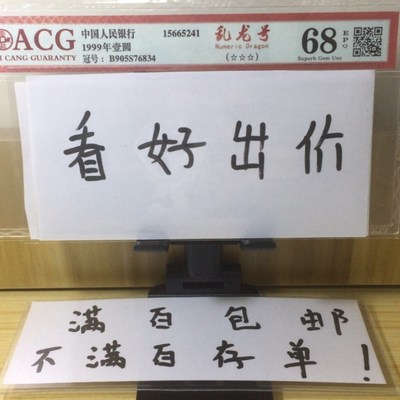 ACG
I CANG GUARANTY
中国人民银行
1999年壹圆
冠号：B905S76834
15665241
乱龙号
Numeric Dragon
(☆☆☆)
68
EPQ
Superb Gem Unc
看好出价
满百包邮
不满百存单！